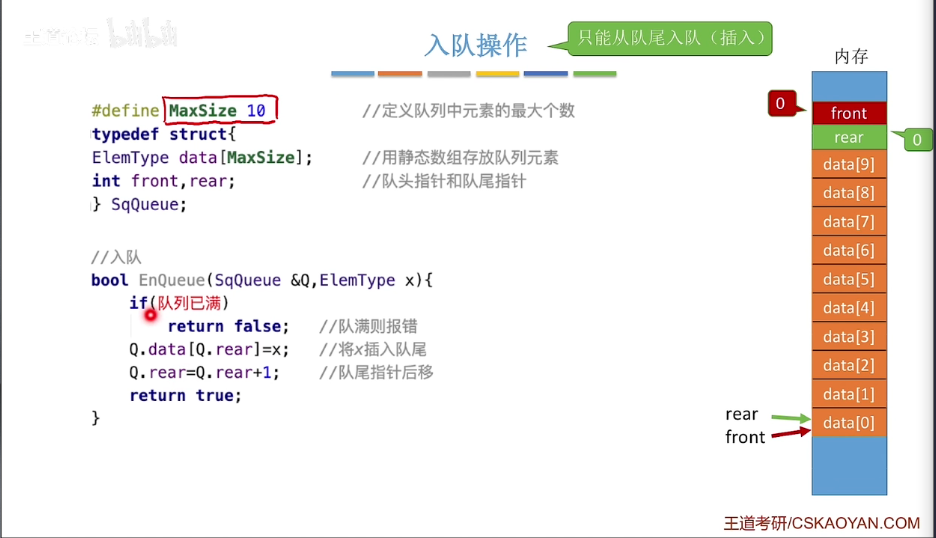 入队操作
只能从队尾入队（插入）
内存
#define MaxSize 10 //定义队列中元素的最大个数
typedef struct{
ElemType data[MaxSize]; //用静态数组存放队列元素
int front,rear; //队头指针和队尾指针
} SqQueue;
//入队
bool EnQueue(SqQueue &Q,ElemType x){
if(队列已满)
return false; //队满则报错
Q.data[Q.rear]=x; //将x插入队尾
Q.rear=Q.rear+1; //队尾指针后移
return true;
}
0
front
rear
0
data[9]
data[8]
data[7]
data[6]
data[5]
data[4]
data[3]
data[2]
data[1]
data[0]
rear
front
王道考研/CSKAOYAN.COM